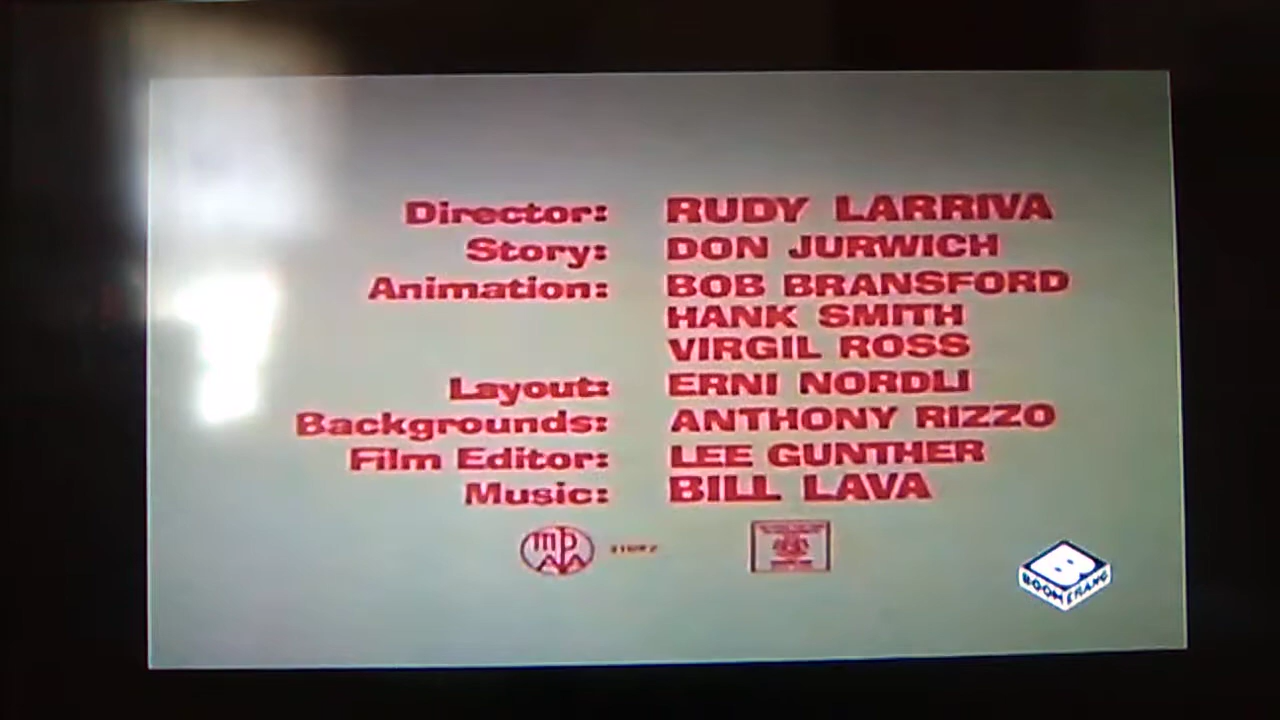 Director: RUDY LARRIVA
Story: DON JURWICH
Animation: BOB BRANSFORD
HANK SMITH
VIRGIL ROSS
Layout: ERNI NORDLI
Backgrounds: ANTHONY RIZZO
Film Editor: LEE GUNTHER
Music: BILL LAVA
MPAA
BOOMERANG